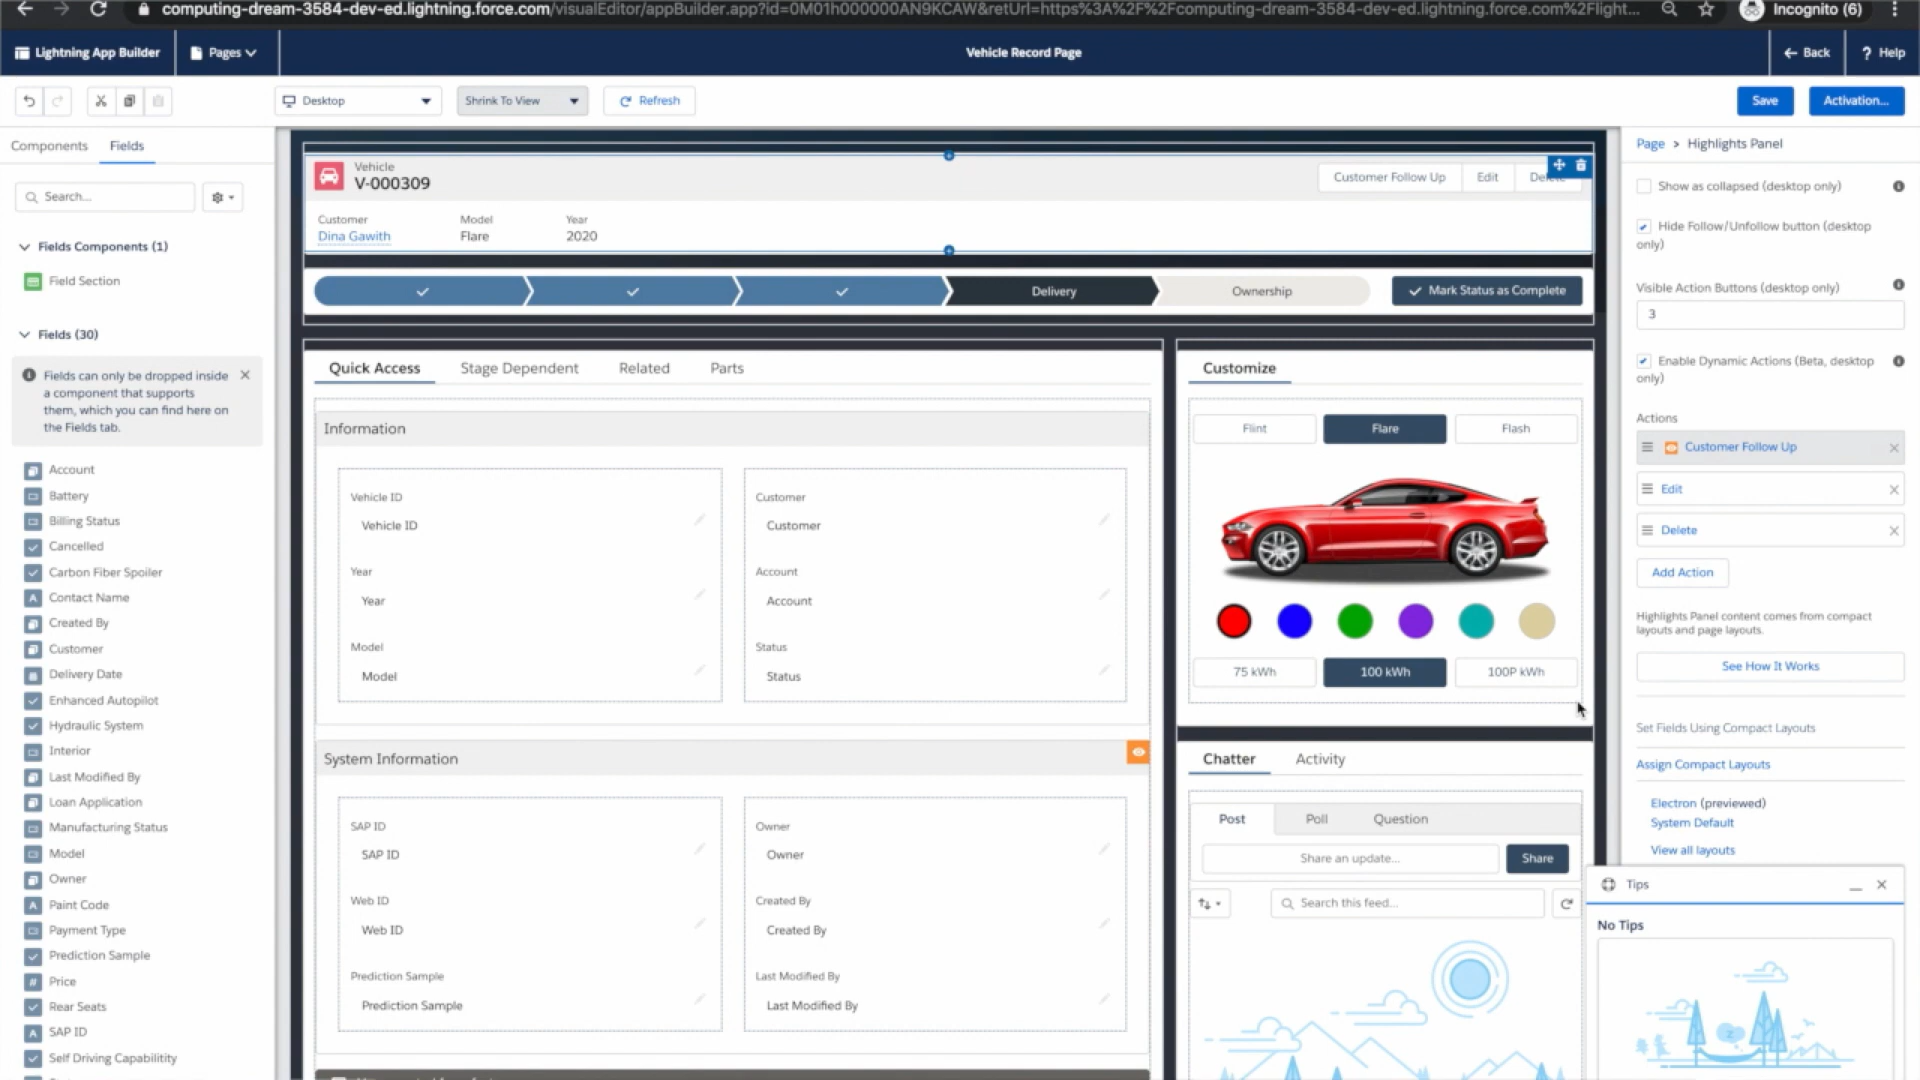 computing-dream-3584-dev-ed.lightning.force.com/visualEditor/appBuilder.app?id=0M01h000000AN9KCAW&retUrl=https%3A%2F%2Fcomputing-dream-3584-dev-ed.lightning.force.com%2Flight...
Incognito (6)
Lightning App Builder
Pages
Vehicle Record Page
Back
? Help
Desktop
Shrink To View
Refresh
Save
Activation...
Components
Fields
Search...
Fields Components (1)
Field Section
Fields (30)
Fields can only be dropped inside
a component that supports
them, which you can find here on
the Fields tab.
Account
Battery
Billing Status
Cancelled
Carbon Fiber Spoiler
Contact Name
Created By
Customer
Delivery Date
Enhanced Autopilot
Hydraulic System
Interior
Last Modified By
Loan Application
Manufacturing Status
Model
Owner
Paint Code
Payment Type
Prediction Sample
Price
Rear Seats
SAP ID
Self Driving Capabilitity
Vehicle
V-000309
Customer Follow Up
Edit
Delete
Customer
Model
Year
Dina Gawith
Flare
2020
Delivery
Ownership
Mark Status as Complete
Quick Access
Stage Dependent
Related
Parts
Information
Vehicle ID
Vehicle ID
Customer
Customer
Year
Year
Account
Account
Model
Model
Status
Status
System Information
SAP ID
SAP ID
Owner
Owner
Web ID
Web ID
Created By
Created By
Prediction Sample
Prediction Sample
Last Modified By
Last Modified By
Customize
Flint
Flare
Flash
75 kWh
100 kWh
100P kWh
Chatter
Activity
Post
Poll
Question
Share an update...
Share
Search this feed...
Page > Highlights Panel
Show as collapsed (desktop only)
Hide Follow/Unfollow button (desktop
only)
Visible Action Buttons (desktop only)
3
Enable Dynamic Actions (Beta, desktop
only)
Actions
Customer Follow Up
Edit
Delete
Add Action
Highlights Panel content comes from compact
layouts and page layouts.
See How It Works
Set Fields Using Compact Layouts
Assign Compact Layouts
Electron (previewed)
System Default
View all layouts
Tips
No Tips